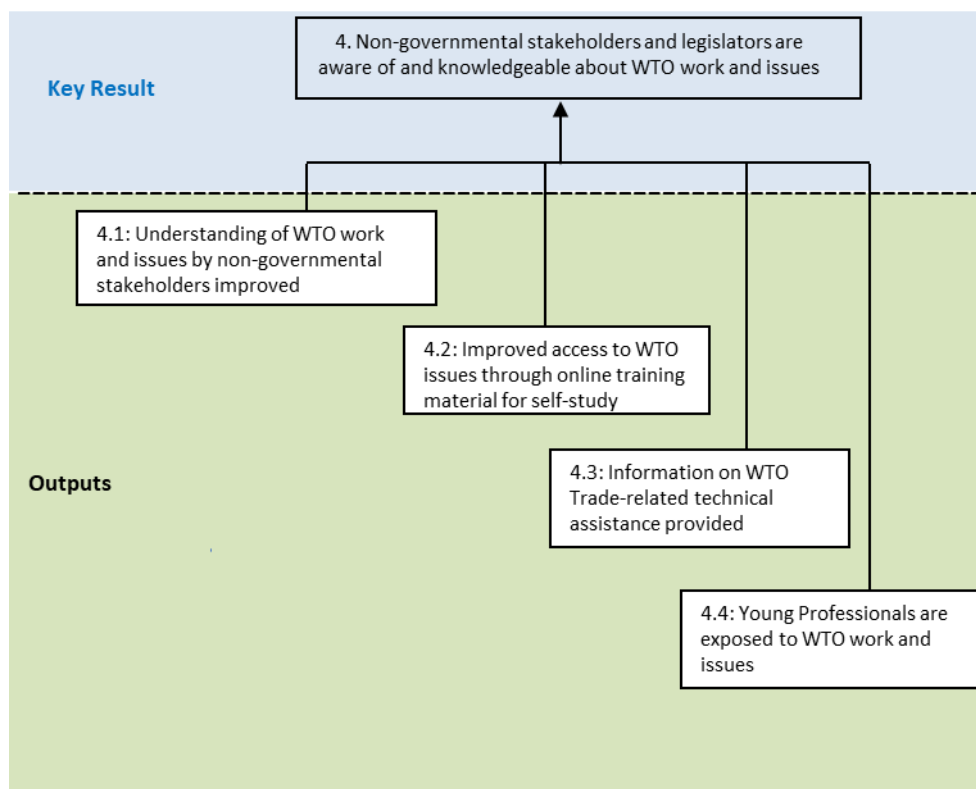 4. Non-governmental stakeholders and legislators are
aware of and knowledgeable about WTO work and issues
Key Result
4.1: Understanding of WTO work
and issues by non-governmental
stakeholders improved
4.2: Improved access to WTO
issues through online training
material for self-study
4.3: Information on WTO
Trade-related technical
assistance provided
Outputs
4.4: Young Professionals are
exposed to WTO work and
issues